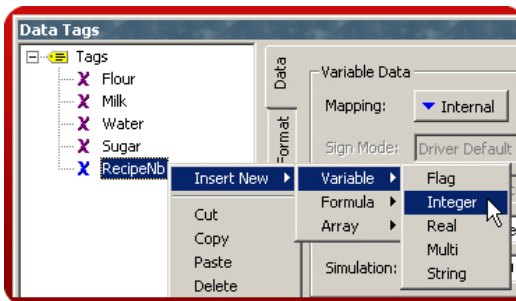 Data Tags
Tags
Flour
Milk
Water
Sugar
RecipeNb
Data
Format
Variable Data
Mapping:
Internal
Sign Mode:
Driver Default
Simulation:
Insert New
Cut
Copy
Paste
Delete
Variable
Formula
Array
Flag
Integer
Real
Multi
String